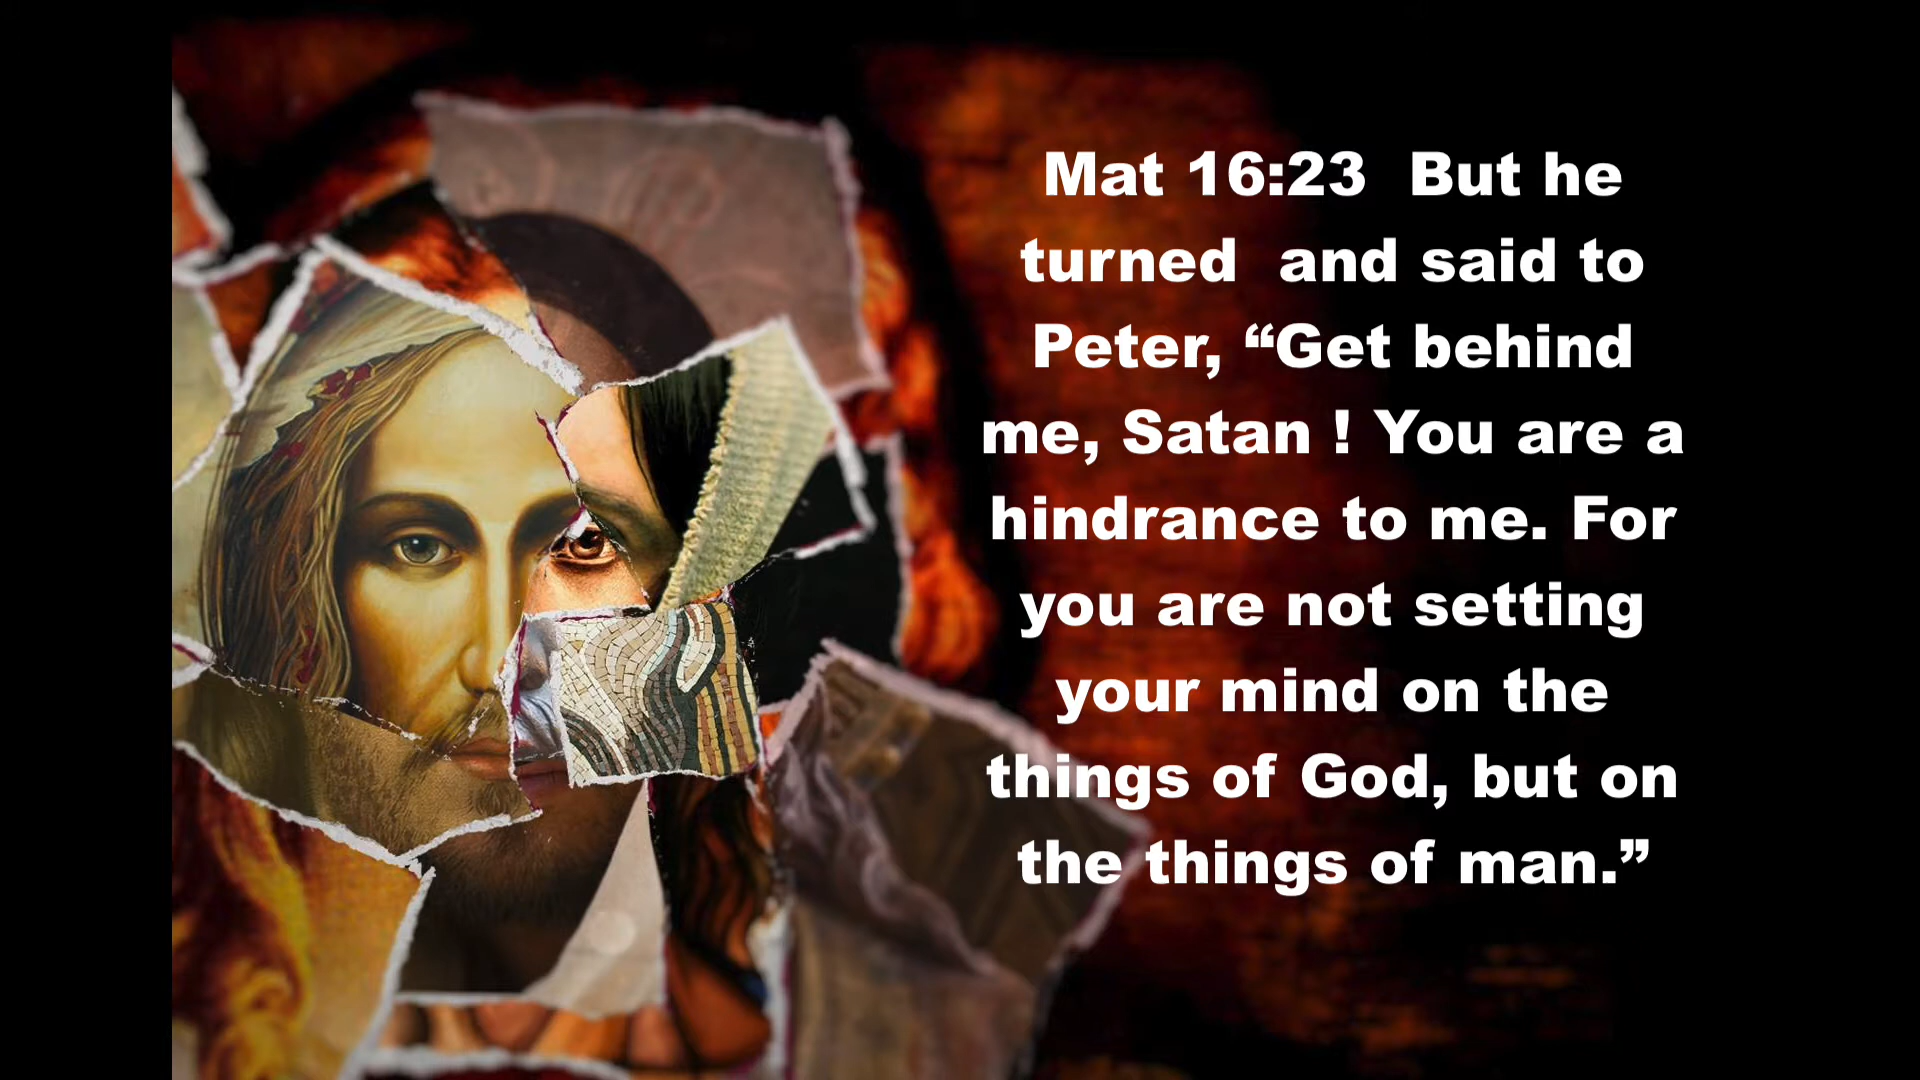 Mat 16:23  But he
turned  and said to
Peter, “Get behind
me, Satan ! You are a
hindrance to me. For
you are not setting
your mind on the
things of God, but on
the things of man.”